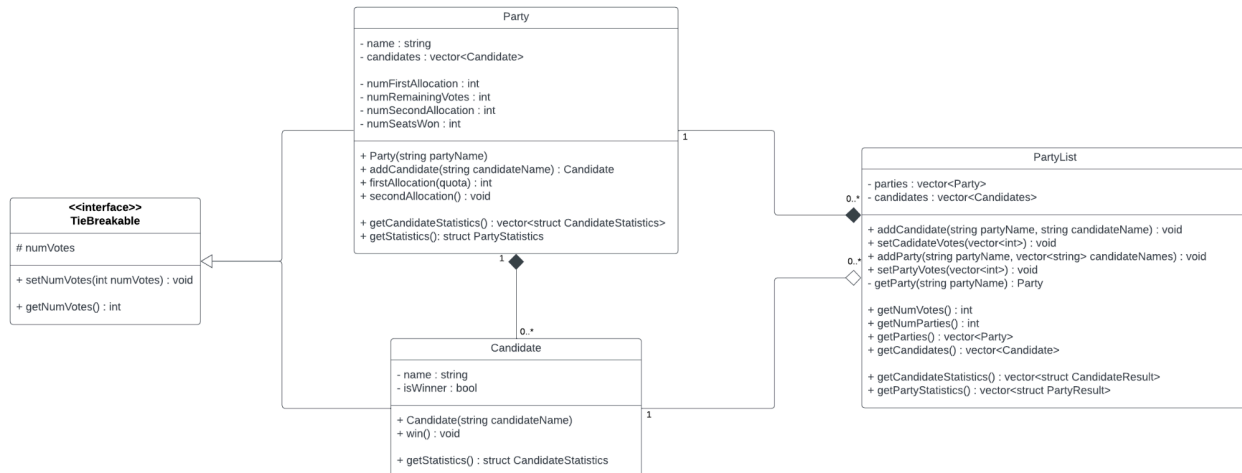 Party
- name : string
- candidates : vector<Candidate>
- numFirstAllocation : int
- numRemainingVotes : int
- numSecondAllocation : int
- numSeatsWon : int
+ Party(string partyName)
+ addCandidate(string candidateName) : Candidate
+ firstAllocation(quota) : int
+ secondAllocation() : void
+ getCandidateStatistics() : vector<struct CandidateStatistics>
+ getStatistics(): struct PartyStatistics
1
1
<<interface>>
TieBreakable
# numVotes
+ setNumVotes(int numVotes) : void
+ getNumVotes() : int
0..*
Candidate
- name : string
- isWinner : bool
+ Candidate(string candidateName)
+ win() : void
+ getStatistics() : struct CandidateStatistics
1
0..*
0..*
PartyList
- parties : vector<Party>
- candidates : vector<Candidates>
+ addCandidate(string partyName, string candidateName) : void
+ setCadidateVotes(vector<int>) : void
+ addParty(string partyName, vector<string> candidateNames) : void
+ setPartyVotes(vector<int>) : void
- getParty(string partyName) : Party
+ getNumVotes() : int
+ getNumParties() : int
+ getParties() : vector<Party>
+ getCandidates() : vector<Candidate>
+ getCandidateStatistics() : vector<struct CandidateResult>
+ getPartyStatistics() : vector<struct PartyResult>